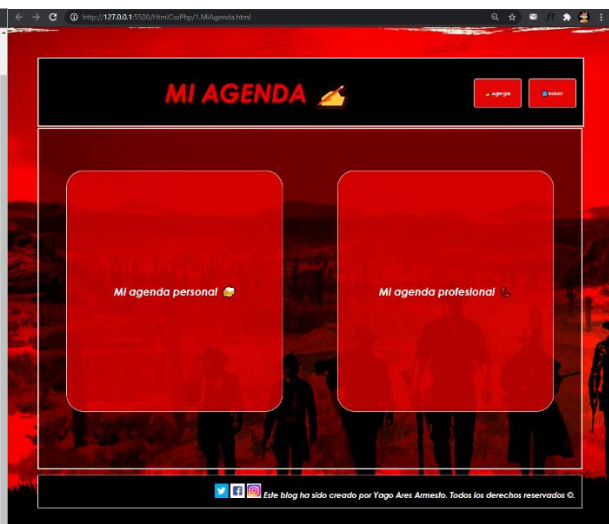 http://127.0.0.1:5500/HtmlCssPhp/1.MiAgenda.html
MI AGENDA
Agregar
Volver
Mi agenda personal
Mi agenda profesional
Este blog ha sido creado por Yago Ares Armesto. Todos los derechos reservados ©.